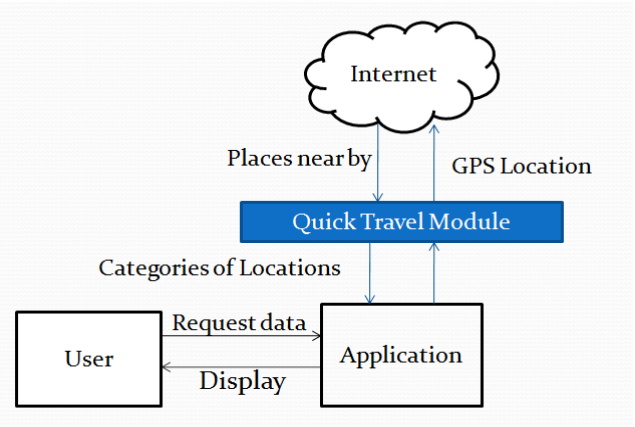 Internet
Places near by
GPS Location
Quick Travel Module
Categories of Locations
Request data
User
Application
Display